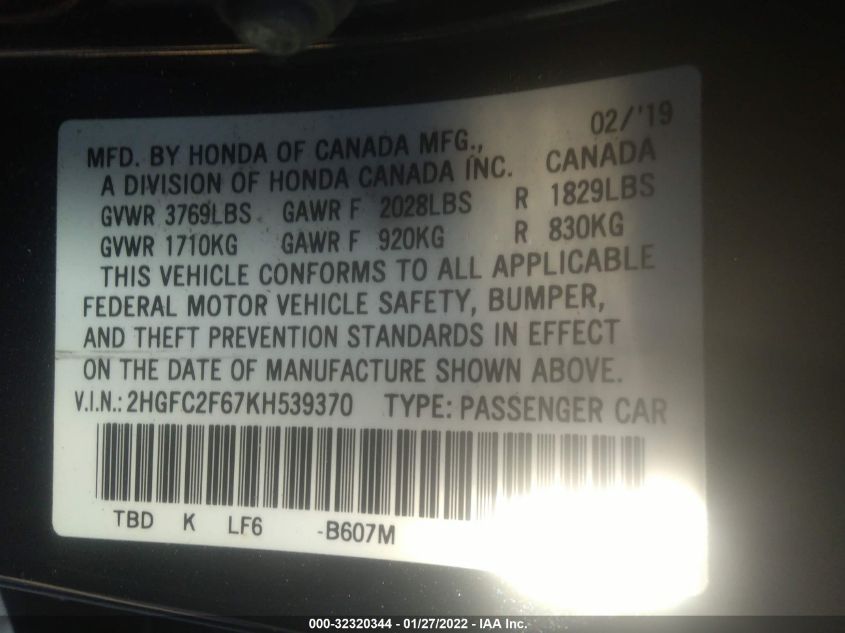 02/'19
MFD. BY HONDA OF CANADA MFG.,
A DIVISION OF HONDA CANADA INC. CANADA
GVWR 3769LBS GAWR F 2028LBS R 1829LBS
GVWR 1710KG GAWR F 920KG R 830KG
THIS VEHICLE CONFORMS TO ALL APPLICABLE
FEDERAL MOTOR VEHICLE SAFETY, BUMPER,
AND THEFT PREVENTION STANDARDS IN EFFECT
ON THE DATE OF MANUFACTURE SHOWN ABOVE.
V.I.N.: 2HGFC2F67KH539370 TYPE: PASSENGER CAR
TBD K LF6 -B607M
000-32320344 - 01/27/2022 - IAA Inc.